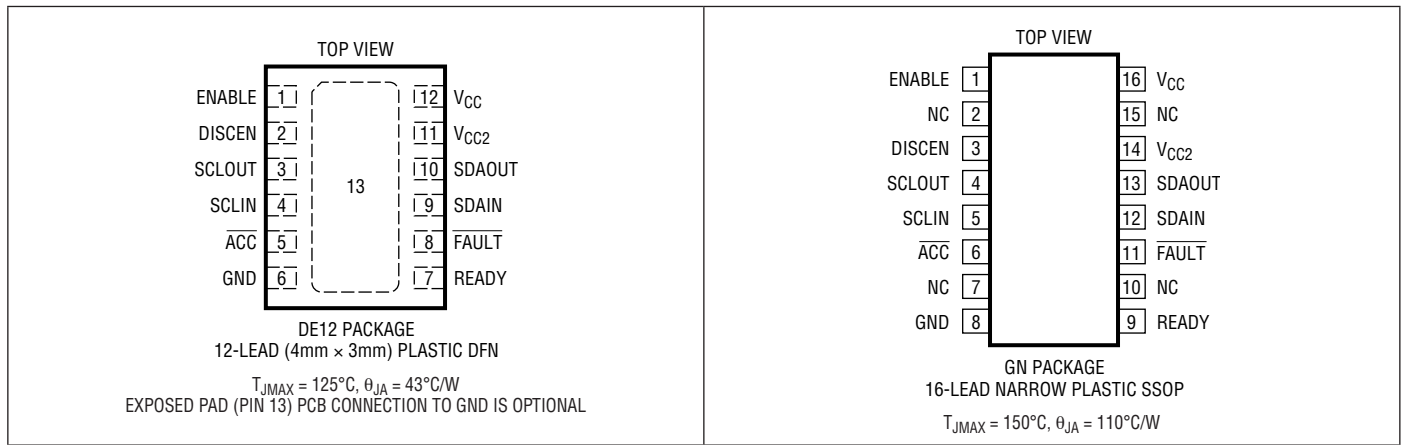 TOP VIEW
ENABLE 1 12 VCC
DISCEN 2 11 VCC2
SCLOUT 3 10 SDAOUT
13
SCLIN 4 9 SDAIN
ACC 5 8 FAULT
GND 6 7 READY
DE12 PACKAGE
12-LEAD (4mm × 3mm) PLASTIC DFN
TJMAX = 125°C, θJA = 43°C/W
EXPOSED PAD (PIN 13) PCB CONNECTION TO GND IS OPTIONAL
TOP VIEW
ENABLE 1 16 VCC
NC 2 15 NC
DISCEN 3 14 VCC2
SCLOUT 4 13 SDAOUT
SCLIN 5 12 SDAIN
ACC 6 11 FAULT
NC 7 10 NC
GND 8 9 READY
GN PACKAGE
16-LEAD NARROW PLASTIC SSOP
TJMAX = 150°C, θJA = 110°C/W